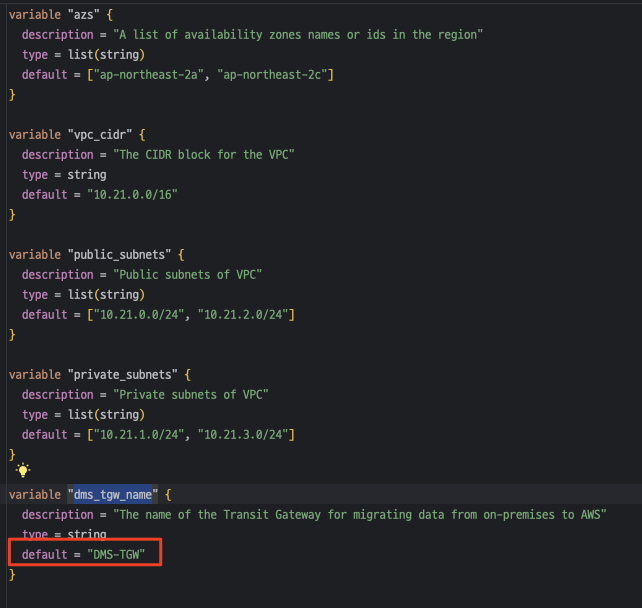 variable "azs" {
description = "A list of availability zones names or ids in the region"
type = list(string)
default = ["ap-northeast-2a", "ap-northeast-2c"]
}
variable "vpc_cidr" {
description = "The CIDR block for the VPC"
type = string
default = "10.21.0.0/16"
}
variable "public_subnets" {
description = "Public subnets of VPC"
type = list(string)
default = ["10.21.0.0/24", "10.21.2.0/24"]
}
variable "private_subnets" {
description = "Private subnets of VPC"
type = list(string)
default = ["10.21.1.0/24", "10.21.3.0/24"]
}
variable "dms_tgw_name" {
description = "The name of the Transit Gateway for migrating data from on-premises to AWS"
type = string
default = "DMS-TGW"
}